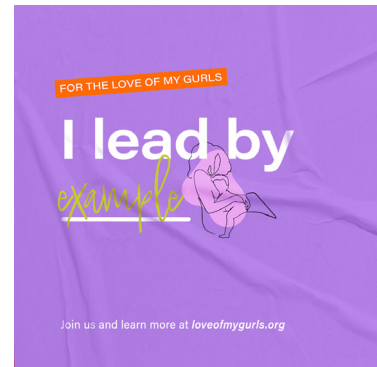 FOR THE LOVE OF MY GURLS
I lead by
example
Join us and learn more at loveofmygurls.org